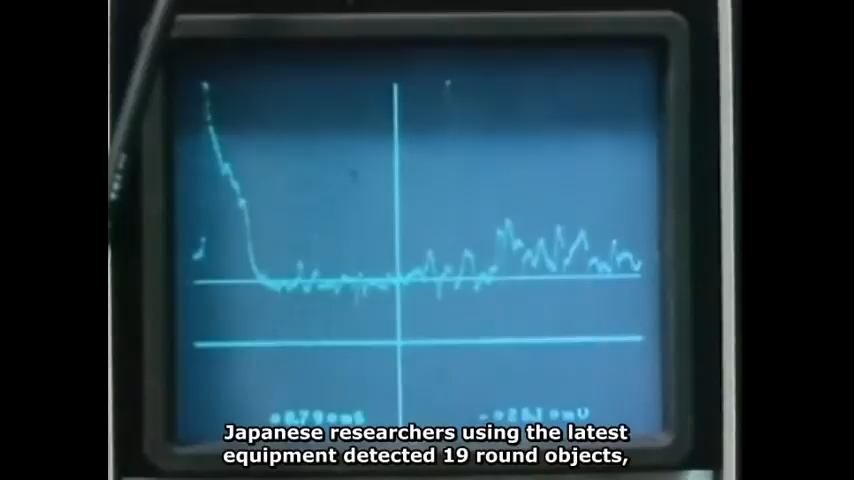 Japanese researchers using the latest
equipment detected 19 round objects,